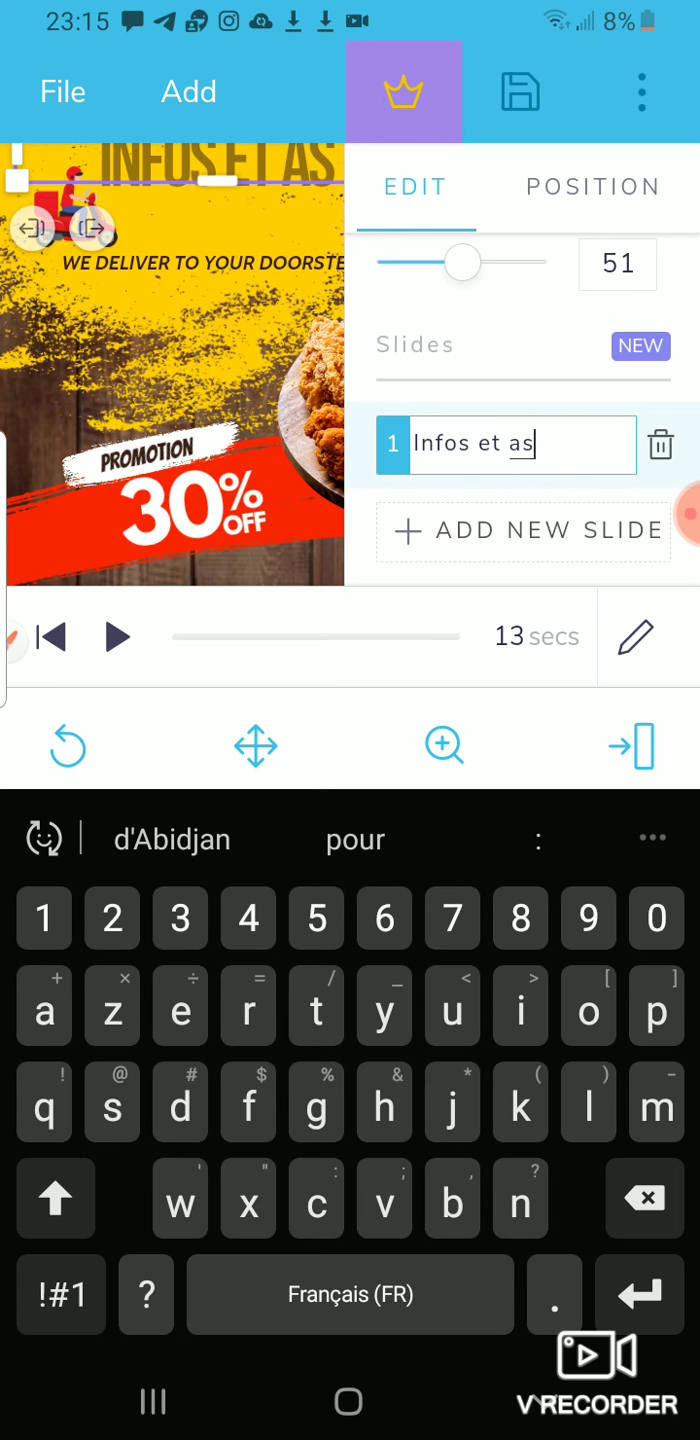 23:15
8%
File
Add
INFOS ET AS
WE DELIVER TO YOUR DOORSTE
PROMOTION
30%
OFF
EDIT
POSITION
51
Slides
NEW
1
Infos et as
+ ADD NEW SLIDE
13 secs
d'Abidjan
pour
:
•••
1 2 3 4 5 6 7 8 9 0
+ × ÷ = / _ < > [ ]
a z e r t y u i o p
! @ # $ % & * ( ) -
q s d f g h j k l m
' " : ; , ?
w x c v b n
!#1
?
Français (FR)
.
V RECORDER